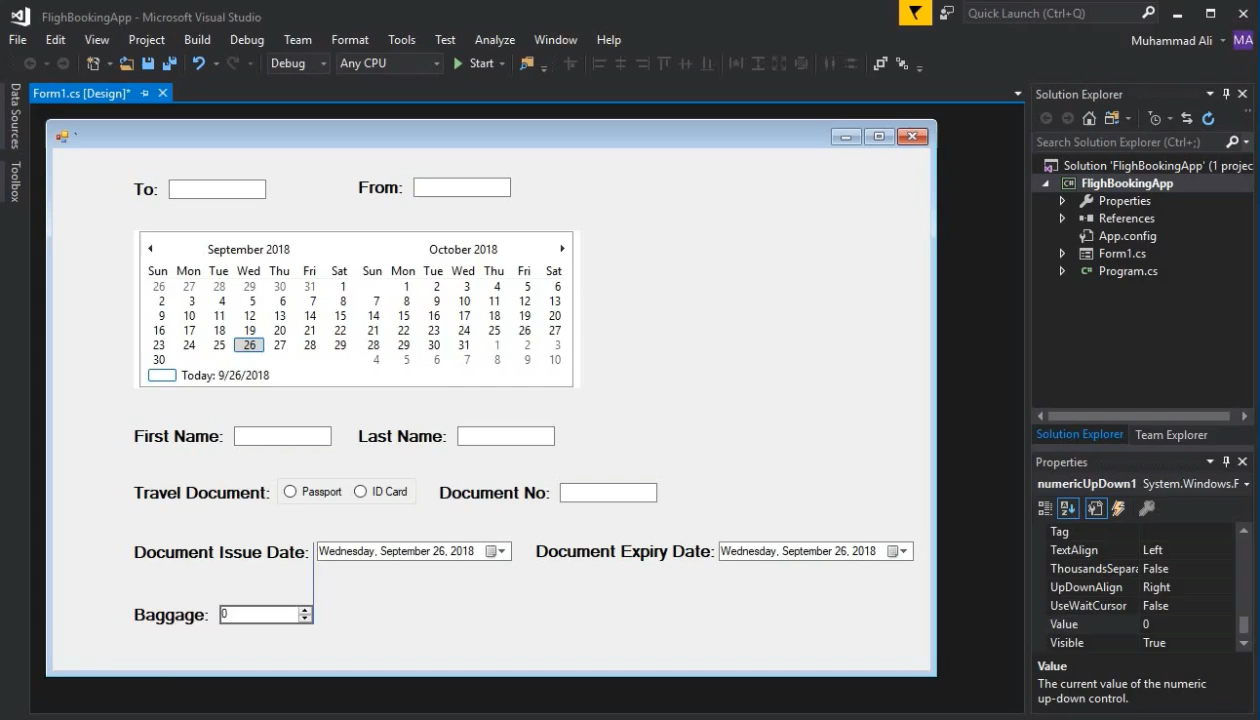 FlighBookingApp - Microsoft Visual Studio
Quick Launch (Ctrl+Q)
File Edit View Project Build Debug Team Format Tools Test Analyze Window Help
Muhammad Ali MA
Debug Any CPU Start
Data Sources
Toolbox
Form1.cs [Design]*
To: From:
September 2018 October 2018
Sun Mon Tue Wed Thu Fri Sat Sun Mon Tue Wed Thu Fri Sat
26 27 28 29 30 31 1 1 2 3 4 5 6
2 3 4 5 6 7 8 7 8 9 10 11 12 13
9 10 11 12 13 14 15 14 15 16 17 18 19 20
16 17 18 19 20 21 22 21 22 23 24 25 26 27
23 24 25 26 27 28 29 28 29 30 31 1 2 3
30 4 5 6 7 8 9 10
Today: 9/26/2018
First Name: Last Name:
Travel Document: Passport ID Card Document No:
Document Issue Date: Wednesday, September 26, 2018 Document Expiry Date: Wednesday, September 26, 2018
Baggage: 0
Solution Explorer
Search Solution Explorer (Ctrl+;)
Solution 'FlighBookingApp' (1 projec
C# FlighBookingApp
Properties
References
App.config
Form1.cs
C# Program.cs
Solution Explorer Team Explorer
Properties
numericUpDown1 System.Windows.F
Tag
TextAlign Left
ThousandsSepara False
UpDownAlign Right
UseWaitCursor False
Value 0
Visible True
Value
The current value of the numeric
up-down control.